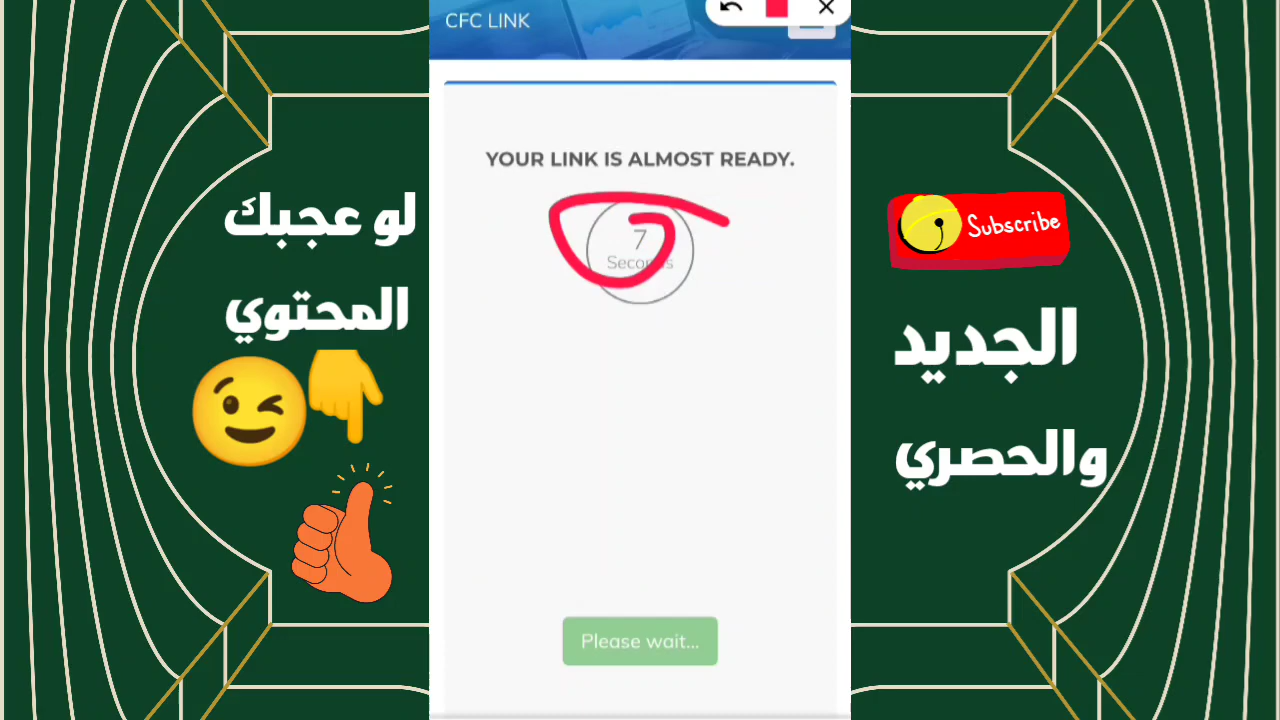 CFC LINK
YOUR LINK IS ALMOST READY.
7
Seconds
Please wait...
لو عجبك
المحتوي
Subscribe
الجديد
والحصري